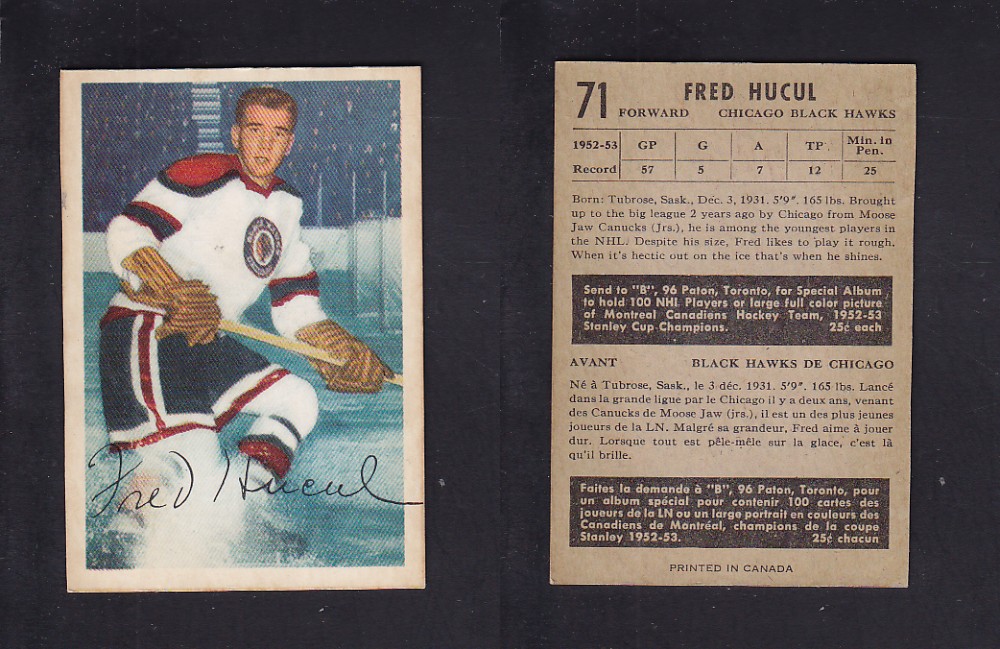 Fred Hucul
71 FRED HUCUL
FORWARD CHICAGO BLACK HAWKS
1952-53 GP G A TP Min. in Pen.
Record 57 5 7 12 25
Born: Tubrose, Sask., Dec. 3, 1931. 5'9". 165 lbs. Brought
up to the big league 2 years ago by Chicago from Moose
Jaw Canucks (Jrs.), he is among the youngest players in
the NHL. Despite his size, Fred likes to play it rough.
When it's hectic out on the ice that's when he shines.
Send to "B", 96 Paton, Toronto, for Special Album
to hold 100 NHL Players or large full color picture
of Montreal Canadiens Hockey Team, 1952-53
Stanley Cup Champions. 25¢ each
AVANT BLACK HAWKS DE CHICAGO
Né à Tubrose, Sask., le 3 déc. 1931. 5'9". 165 lbs. Lancé
dans la grande ligue par le Chicago il y a deux ans, venant
des Canucks de Moose Jaw (jrs.), il est un des plus jeunes
joueurs de la LN. Malgré sa grandeur, Fred aime à jouer
dur. Lorsque tout est pêle-mêle sur la glace, c'est là
qu'il brille.
Faites la demande à "B", 96 Paton, Toronto, pour
un album spécial pour contenir 100 cartes des
joueurs de la LN ou un large portrait en couleurs des
Canadiens de Montréal, champions de la coupe
Stanley 1952-53. 25¢ chacun
PRINTED IN CANADA